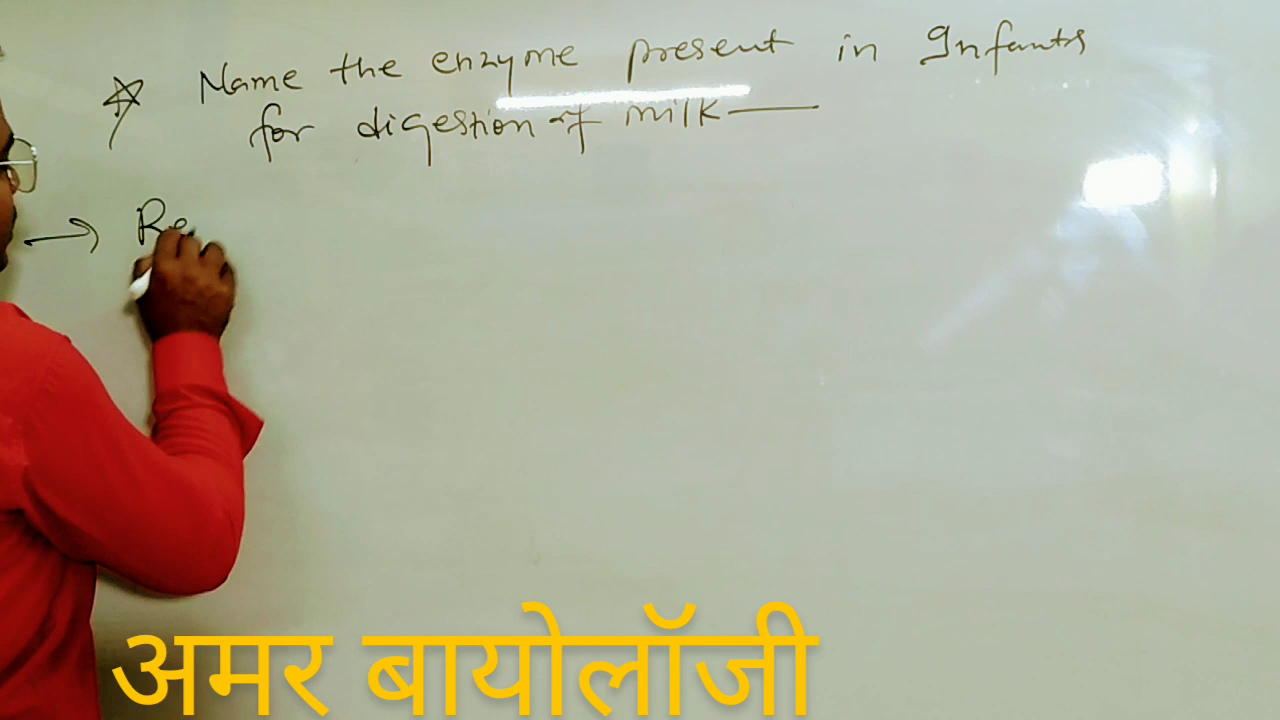 Name the enzyme present in Infants
for digestion of milk —
→ Re
अमर बायोलॉजी